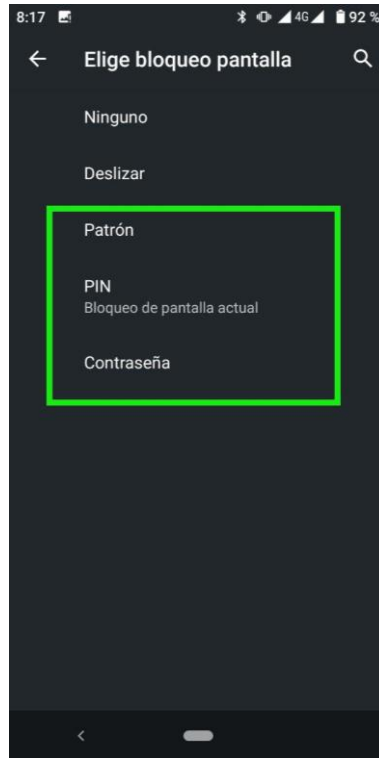 8:17 4G 92 %
Elige bloqueo pantalla
Ninguno
Deslizar
Patrón
PIN
Bloqueo de pantalla actual
Contraseña